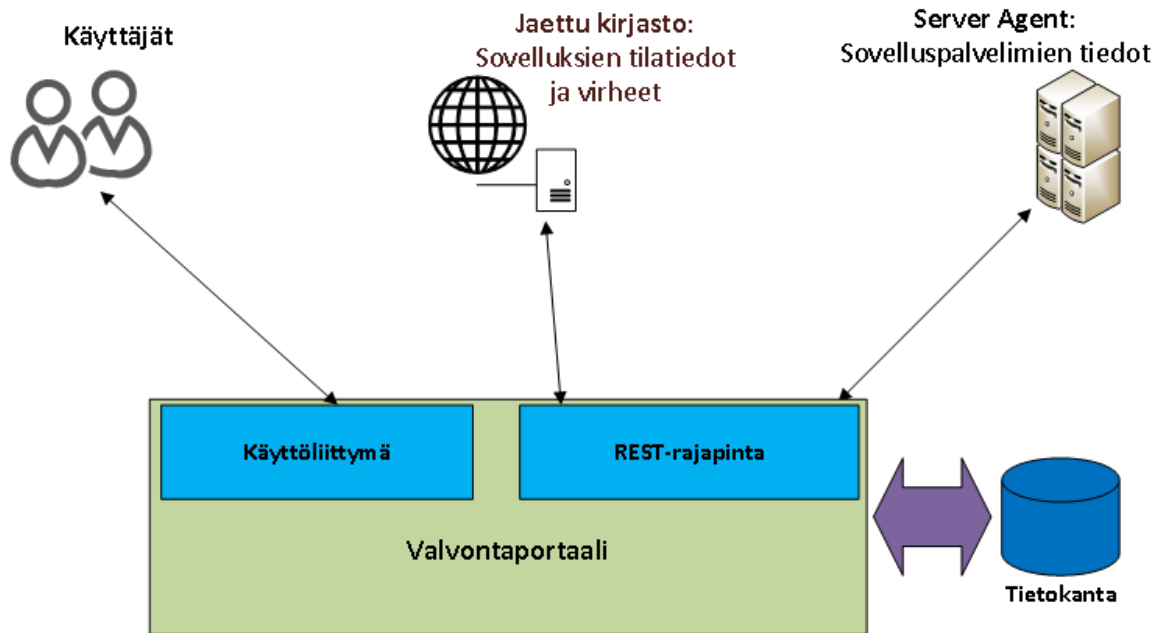 Käyttäjät
Jaettu kirjasto:
Sovelluksien tilatiedot
ja virheet
Server Agent:
Sovelluspalvelimien tiedot
Käyttöliittymä
REST-rajapinta
Valvontaportaali
Tietokanta